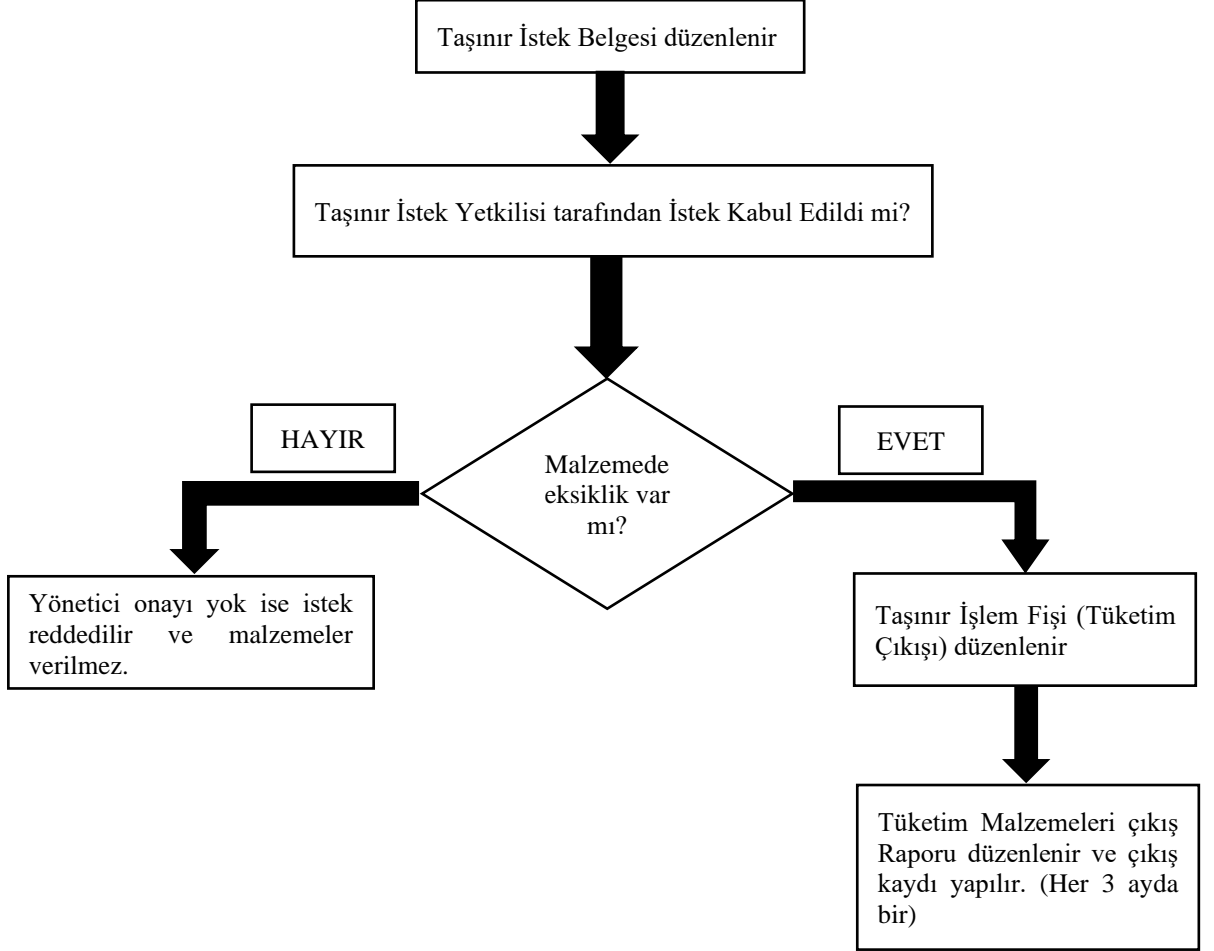 Taşınır İstek Belgesi düzenlenir
Taşınır İstek Yetkilisi tarafından İstek Kabul Edildi mi?
HAYIR
EVET
Malzemede
eksiklik var
mı?
Yönetici onayı yok ise istek
reddedilir ve malzemeler
verilmez.
Taşınır İşlem Fişi (Tüketim
Çıkışı) düzenlenir
Tüketim Malzemeleri çıkış
Raporu düzenlenir ve çıkış
kaydı yapılır. (Her 3 ayda
bir)